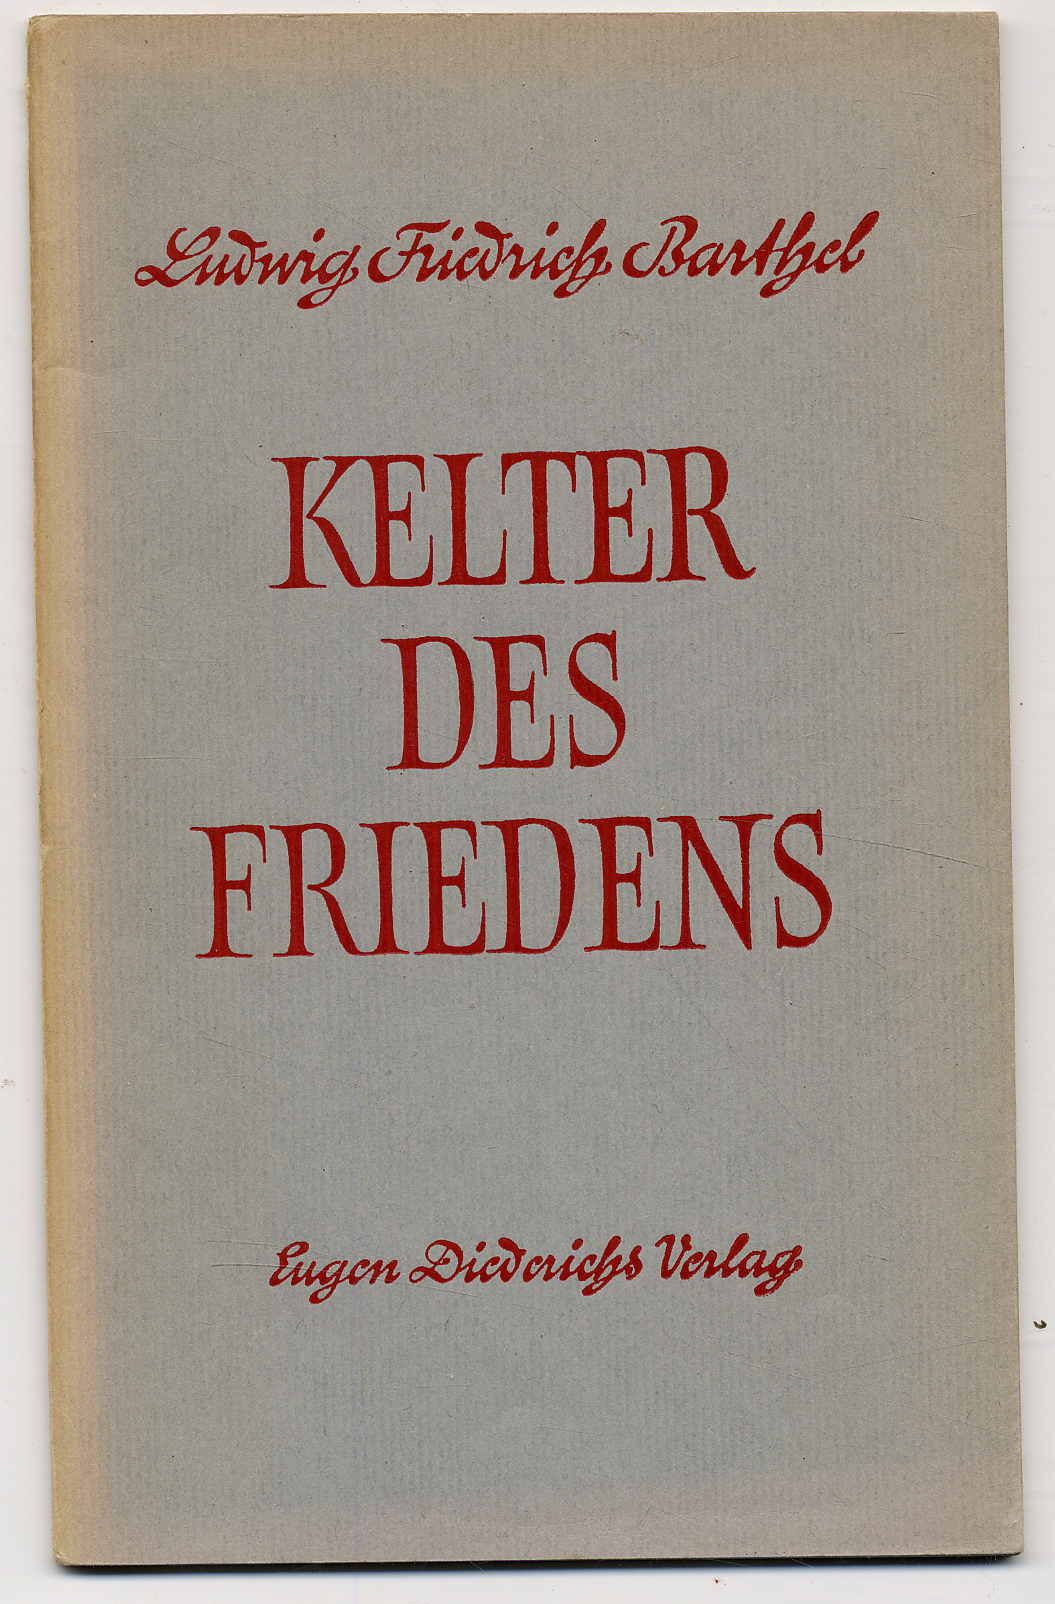 Ludwig Friedrich Barthel
KELTER
DES
FRIEDENS
Eugen Diederichs Verlag